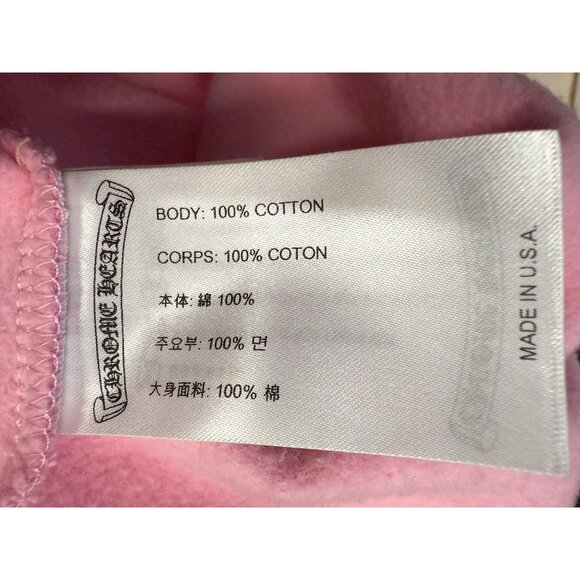 CHROME HEARTS
BODY: 100% COTTON
CORPS: 100% COTON
本体: 綿 100%
주요부: 100% 면
大身面料: 100% 棉
MADE IN U.S.A.